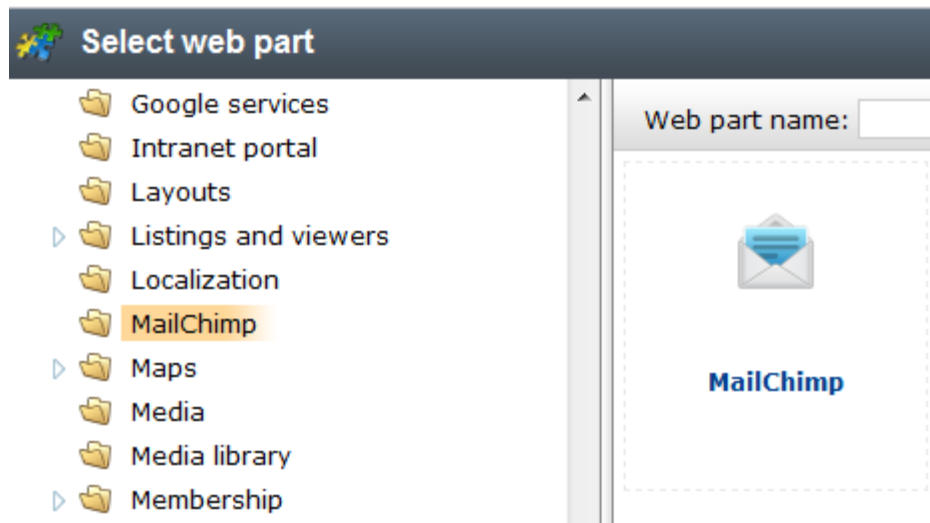 Select web part
Google services
Intranet portal
Layouts
Listings and viewers
Localization
MailChimp
Maps
Media
Media library
Membership
Web part name:
MailChimp